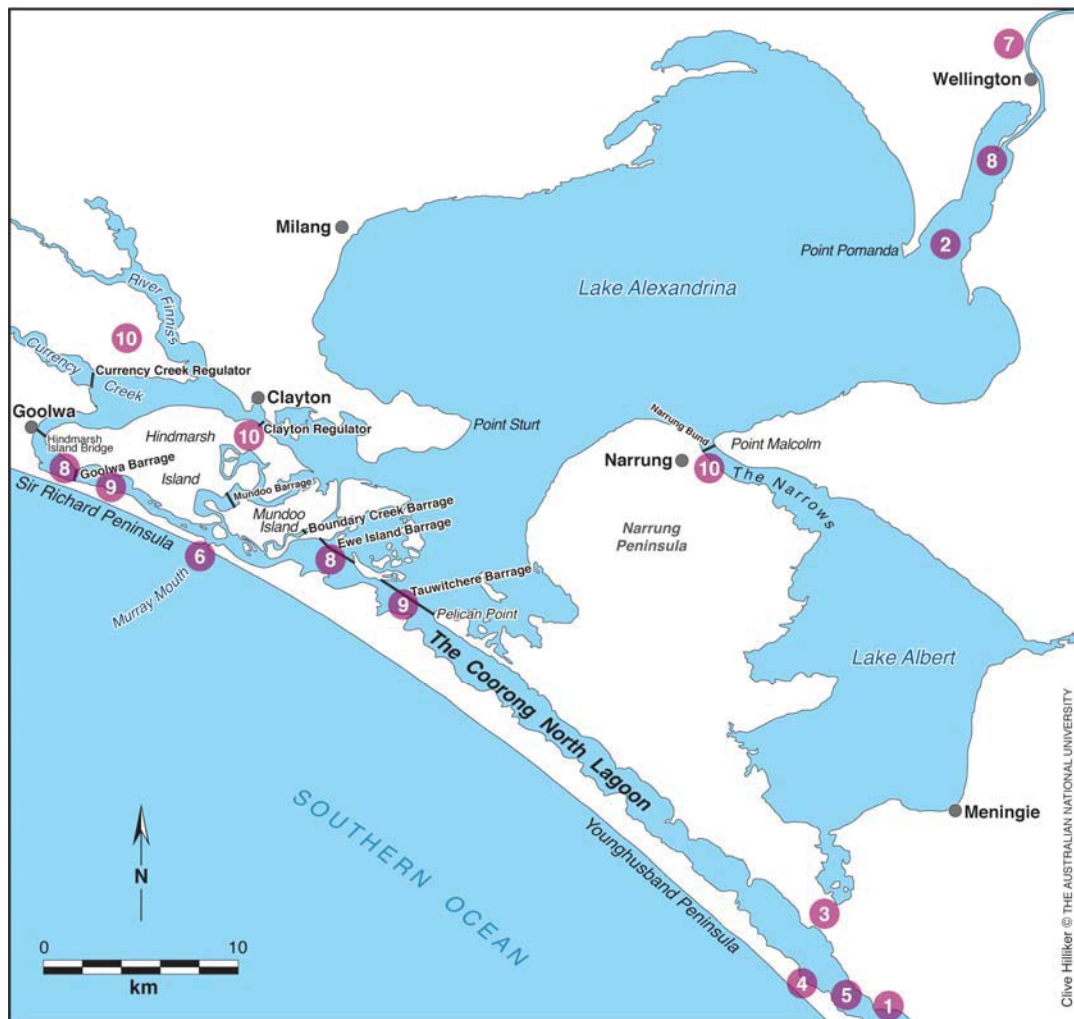 7
Wellington
8
Milang
Point Pomanda
2
Lake Alexandrina
River Finniss
10
Currency Creek Regulator
Currency
Creek
Clayton
Goolwa
Hindmarsh
Island Bridge
Hindmarsh
Island
10
Clayton Regulator
Point Sturt
Narrung Bund
Point Malcolm
Narrung
10
The Narrows
8
Goolwa Barrage
9
Mundoo Barrage
Mundoo
Island
Boundary Creek Barrage
Ewe Island Barrage
8
Sir Richard Peninsula
Narrung
Peninsula
6
Murray Mouth
Tauwitchere Barrage
9
Pelican Point
The Coorong North Lagoon
Lake Albert
Meningie
SOUTHERN OCEAN
Younghusband Peninsula
N
0
10
km
3
4
5
1
Clive Hilliker © THE AUSTRALIAN NATIONAL UNIVERSITY